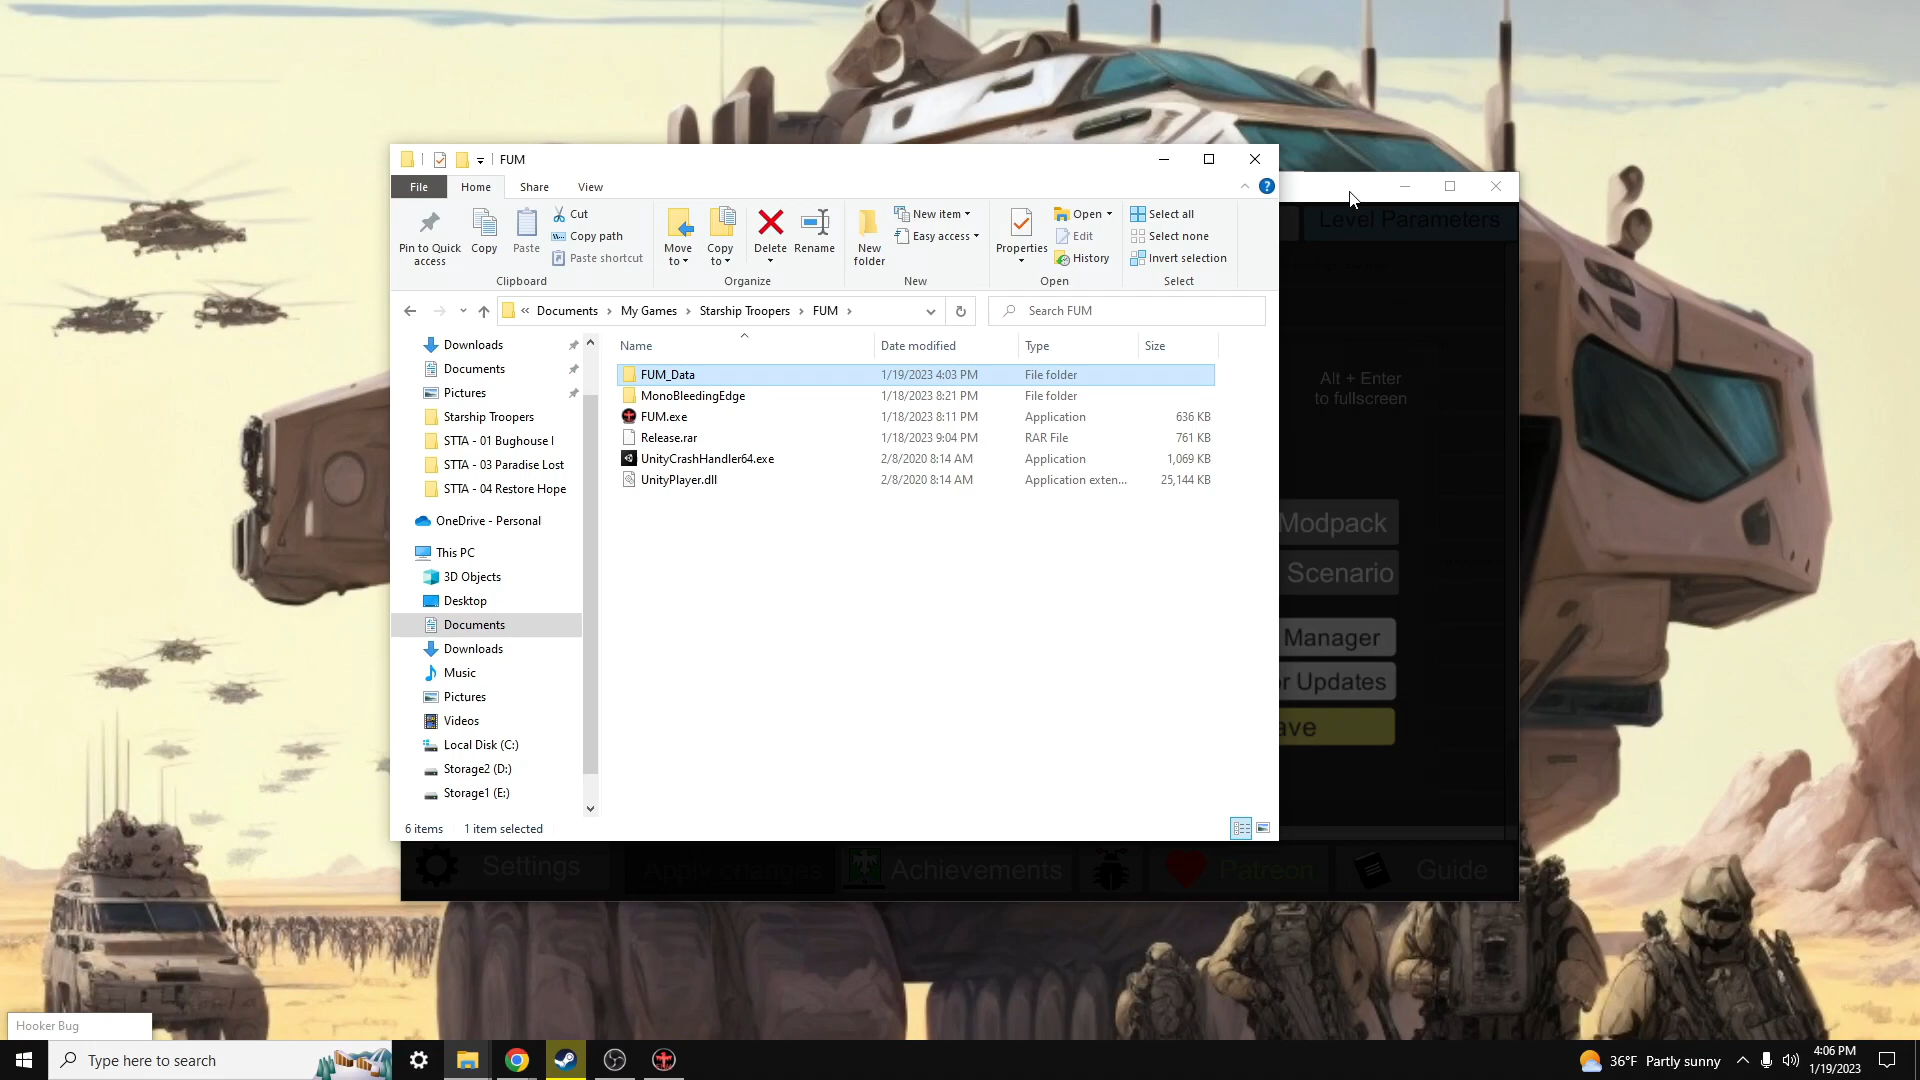 FUM
File Home Share View
Pin to Quick access
Copy
Paste
Cut
Copy path
Paste shortcut
Clipboard
Move to
Copy to
Delete
Rename
Organize
New folder
New item
Easy access
New
Properties
Open
Edit
History
Open
Select all
Select none
Invert selection
Select
« Documents > My Games > Starship Troopers > FUM >
Search FUM
Name Date modified Type Size
FUM_Data 1/19/2023 4:03 PM File folder
MonoBleedingEdge 1/18/2023 8:21 PM File folder
FUM.exe 1/18/2023 8:11 PM Application 636 KB
Release.rar 1/18/2023 9:04 PM RAR File 761 KB
UnityCrashHandler64.exe 2/8/2020 8:14 AM Application 1,069 KB
UnityPlayer.dll 2/8/2020 8:14 AM Application exten... 25,144 KB
Downloads
Documents
Pictures
Starship Troopers
STTA - 01 Bughouse I
STTA - 03 Paradise Lost
STTA - 04 Restore Hope
OneDrive - Personal
This PC
3D Objects
Desktop
Documents
Downloads
Music
Pictures
Videos
Local Disk (C:)
Storage2 (D:)
Storage1 (E:)
6 items 1 item selected
Level Parameters
Alt + Enter
to fullscreen
Modpack
Scenario
Manager
r Updates
ave
Settings Apply changes Achievements Patreon Guide
Hooker Bug
Type here to search
36°F Partly sunny
4:06 PM
1/19/2023